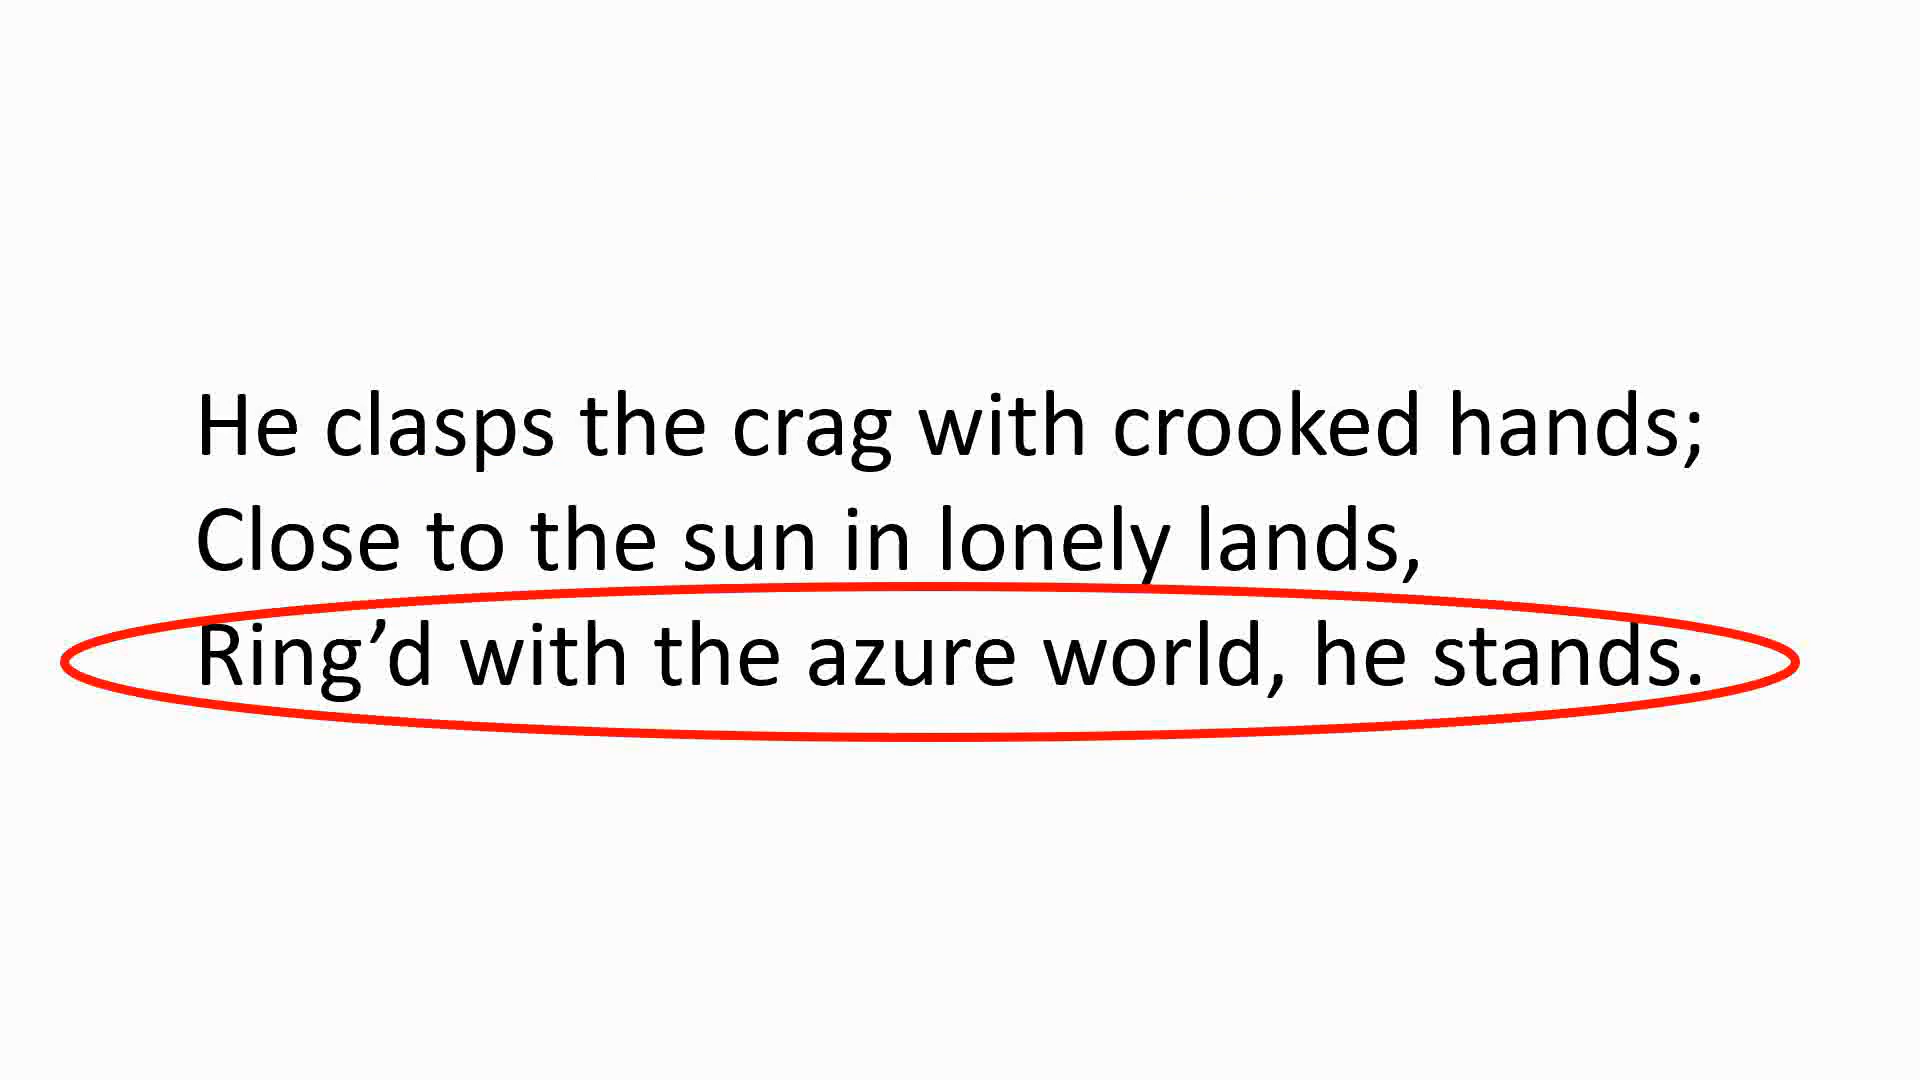 He clasps the crag with crooked hands;
Close to the sun in lonely lands,
Ring’d with the azure world, he stands.